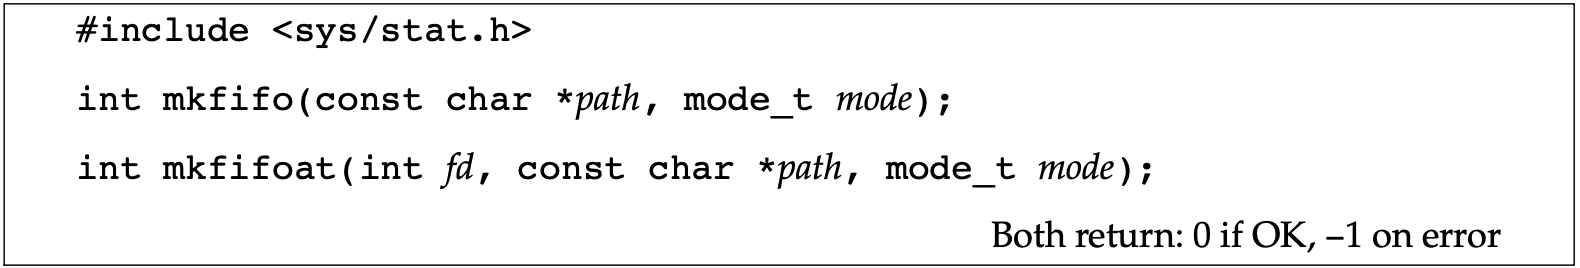 #include <sys/stat.h>
int mkfifo(const char *path, mode_t mode);
int mkfifoat(int fd, const char *path, mode_t mode);
Both return: 0 if OK, −1 on error